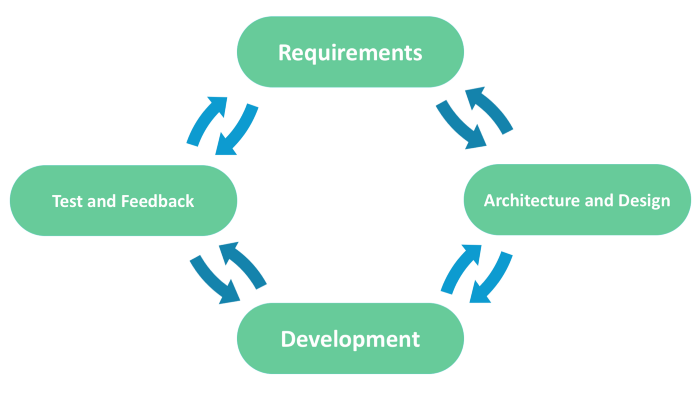 Requirements
Test and Feedback
Architecture and Design
Development